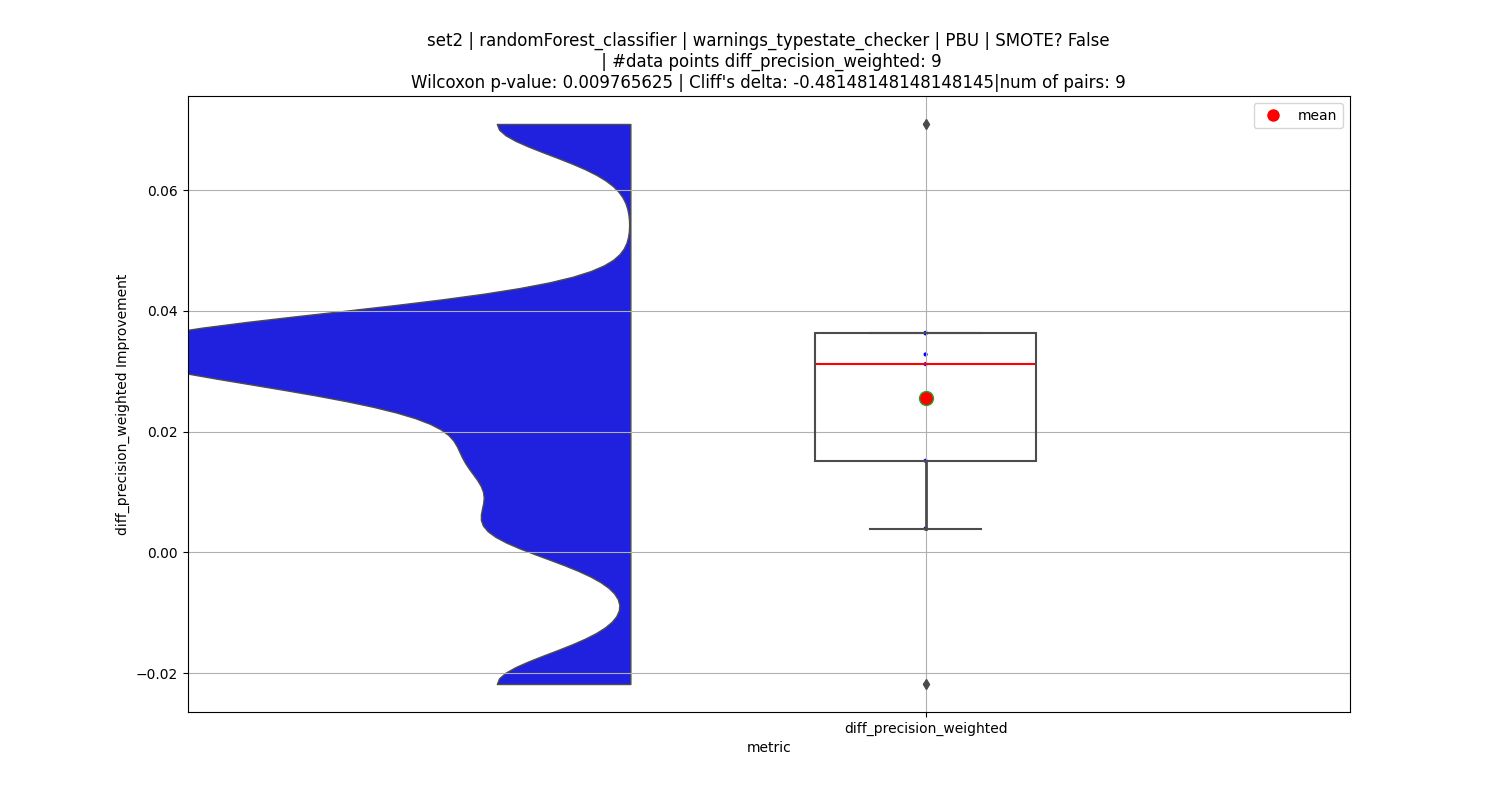 set2 | randomForest_classifier | warnings_typestate_checker | PBU | SMOTE? False
| #data points diff_precision_weighted: 9
Wilcoxon p-value: 0.009765625 | Cliff's delta: -0.48148148148148145|num of pairs: 9
mean
0.06
0.04
0.02
0.00
−0.02
diff_precision_weighted Improvement
diff_precision_weighted
metric